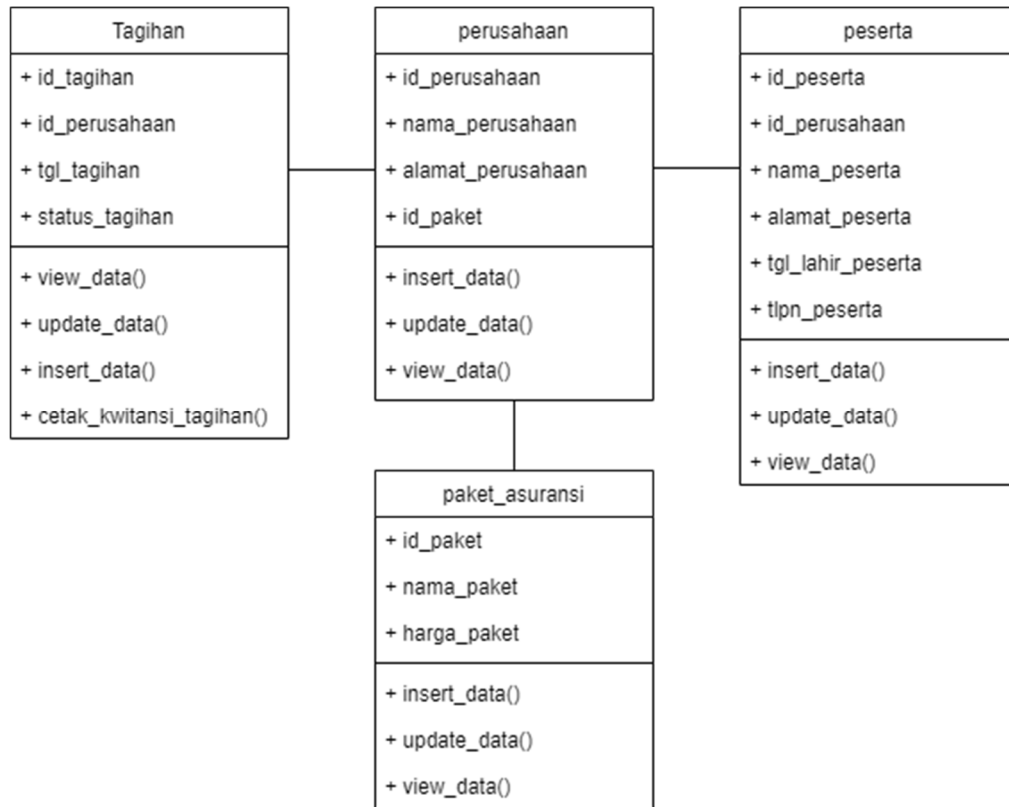 Tagihan
+ id_tagihan
+ id_perusahaan
+ tgl_tagihan
+ status_tagihan
+ view_data()
+ update_data()
+ insert_data()
+ cetak_kwitansi_tagihan()
perusahaan
+ id_perusahaan
+ nama_perusahaan
+ alamat_perusahaan
+ id_paket
+ insert_data()
+ update_data()
+ view_data()
peserta
+ id_peserta
+ id_perusahaan
+ nama_peserta
+ alamat_peserta
+ tgl_lahir_peserta
+ tlpn_peserta
+ insert_data()
+ update_data()
+ view_data()
paket_asuransi
+ id_paket
+ nama_paket
+ harga_paket
+ insert_data()
+ update_data()
+ view_data()